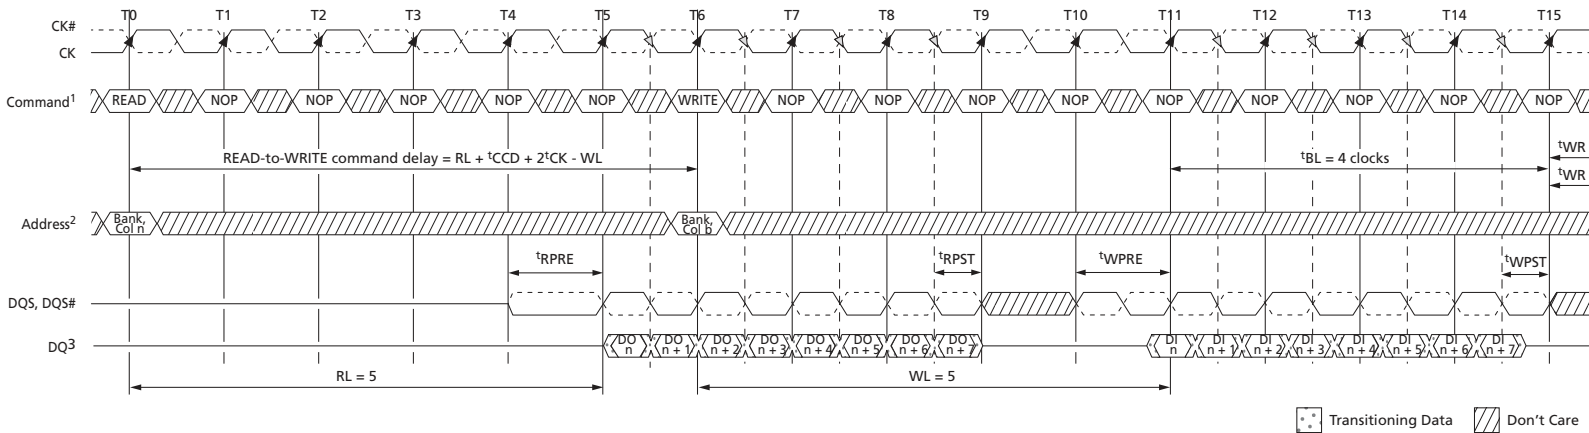 T0 T1 T2 T3 T4 T5 T6 T7 T8 T9 T10 T11 T12 T13 T14 T15
CK#
CK
Command1 READ NOP NOP NOP NOP NOP WRITE NOP NOP NOP NOP NOP NOP NOP NOP NOP
READ-to-WRITE command delay = RL + tCCD + 2tCK - WL tBL = 4 clocks tWR
tWR
Address2 Bank, Col n Bank, Col b
tRPRE tRPST tWPRE tWPST
DQS, DQS#
DQ3 DO n DO n + 1 DO n + 2 DO n + 3 DO n + 4 DO n + 5 DO n + 6 DO n + 7 DI n DI n + 1 DI n + 2 DI n + 3 DI n + 4 DI n + 5 DI n + 6 DI n + 7
RL = 5 WL = 5
Transitioning Data Don't Care